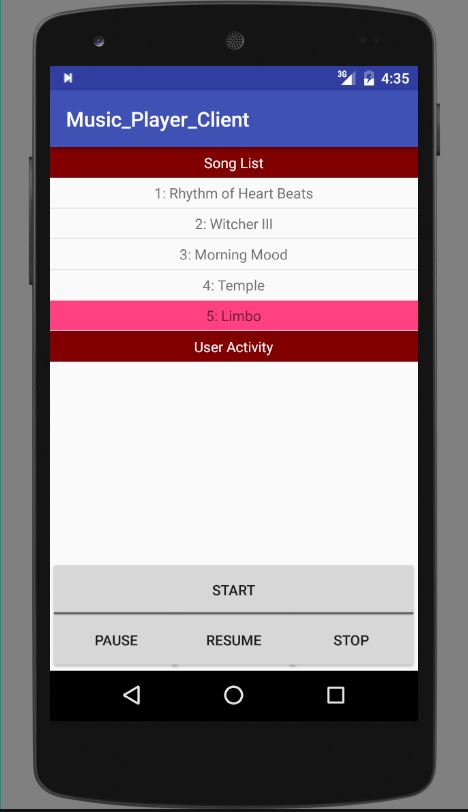 3G 4:35
Music_Player_Client
Song List
1: Rhythm of Heart Beats
2: Witcher III
3: Morning Mood
4: Temple
5: Limbo
User Activity
START
PAUSE RESUME STOP